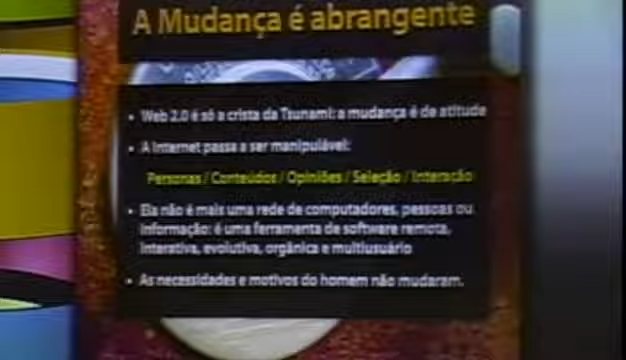 A Mudança é abrangente
• Web 2.0 é só a crista da Tsunami: a mudança é de atitude
• A Internet passa a ser manipulável:
Personas / Conteúdos / Opiniões / Seleção / Interação
• Ela não é mais uma rede de computadores, pessoas ou
informação: é uma ferramenta de software remota,
interativa, evolutiva, orgânica e multiusuário
• As necessidades e motivos do homem não mudaram.